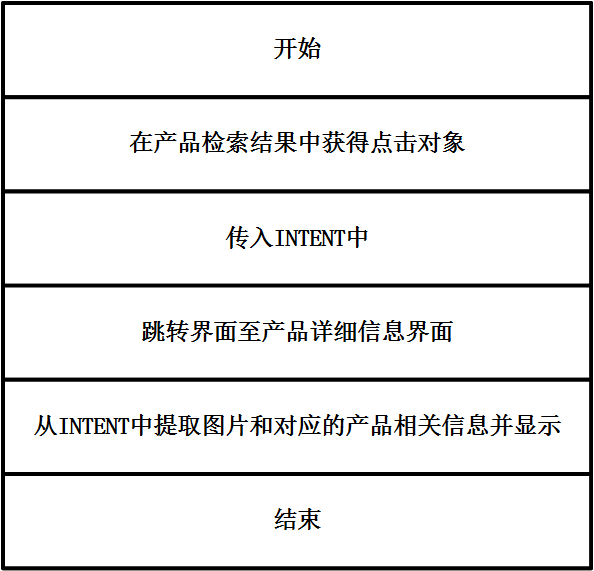 开始
在产品检索结果中获得点击对象
传入INTENT中
跳转界面至产品详细信息界面
从INTENT中提取图片和对应的产品相关信息并显示
结束